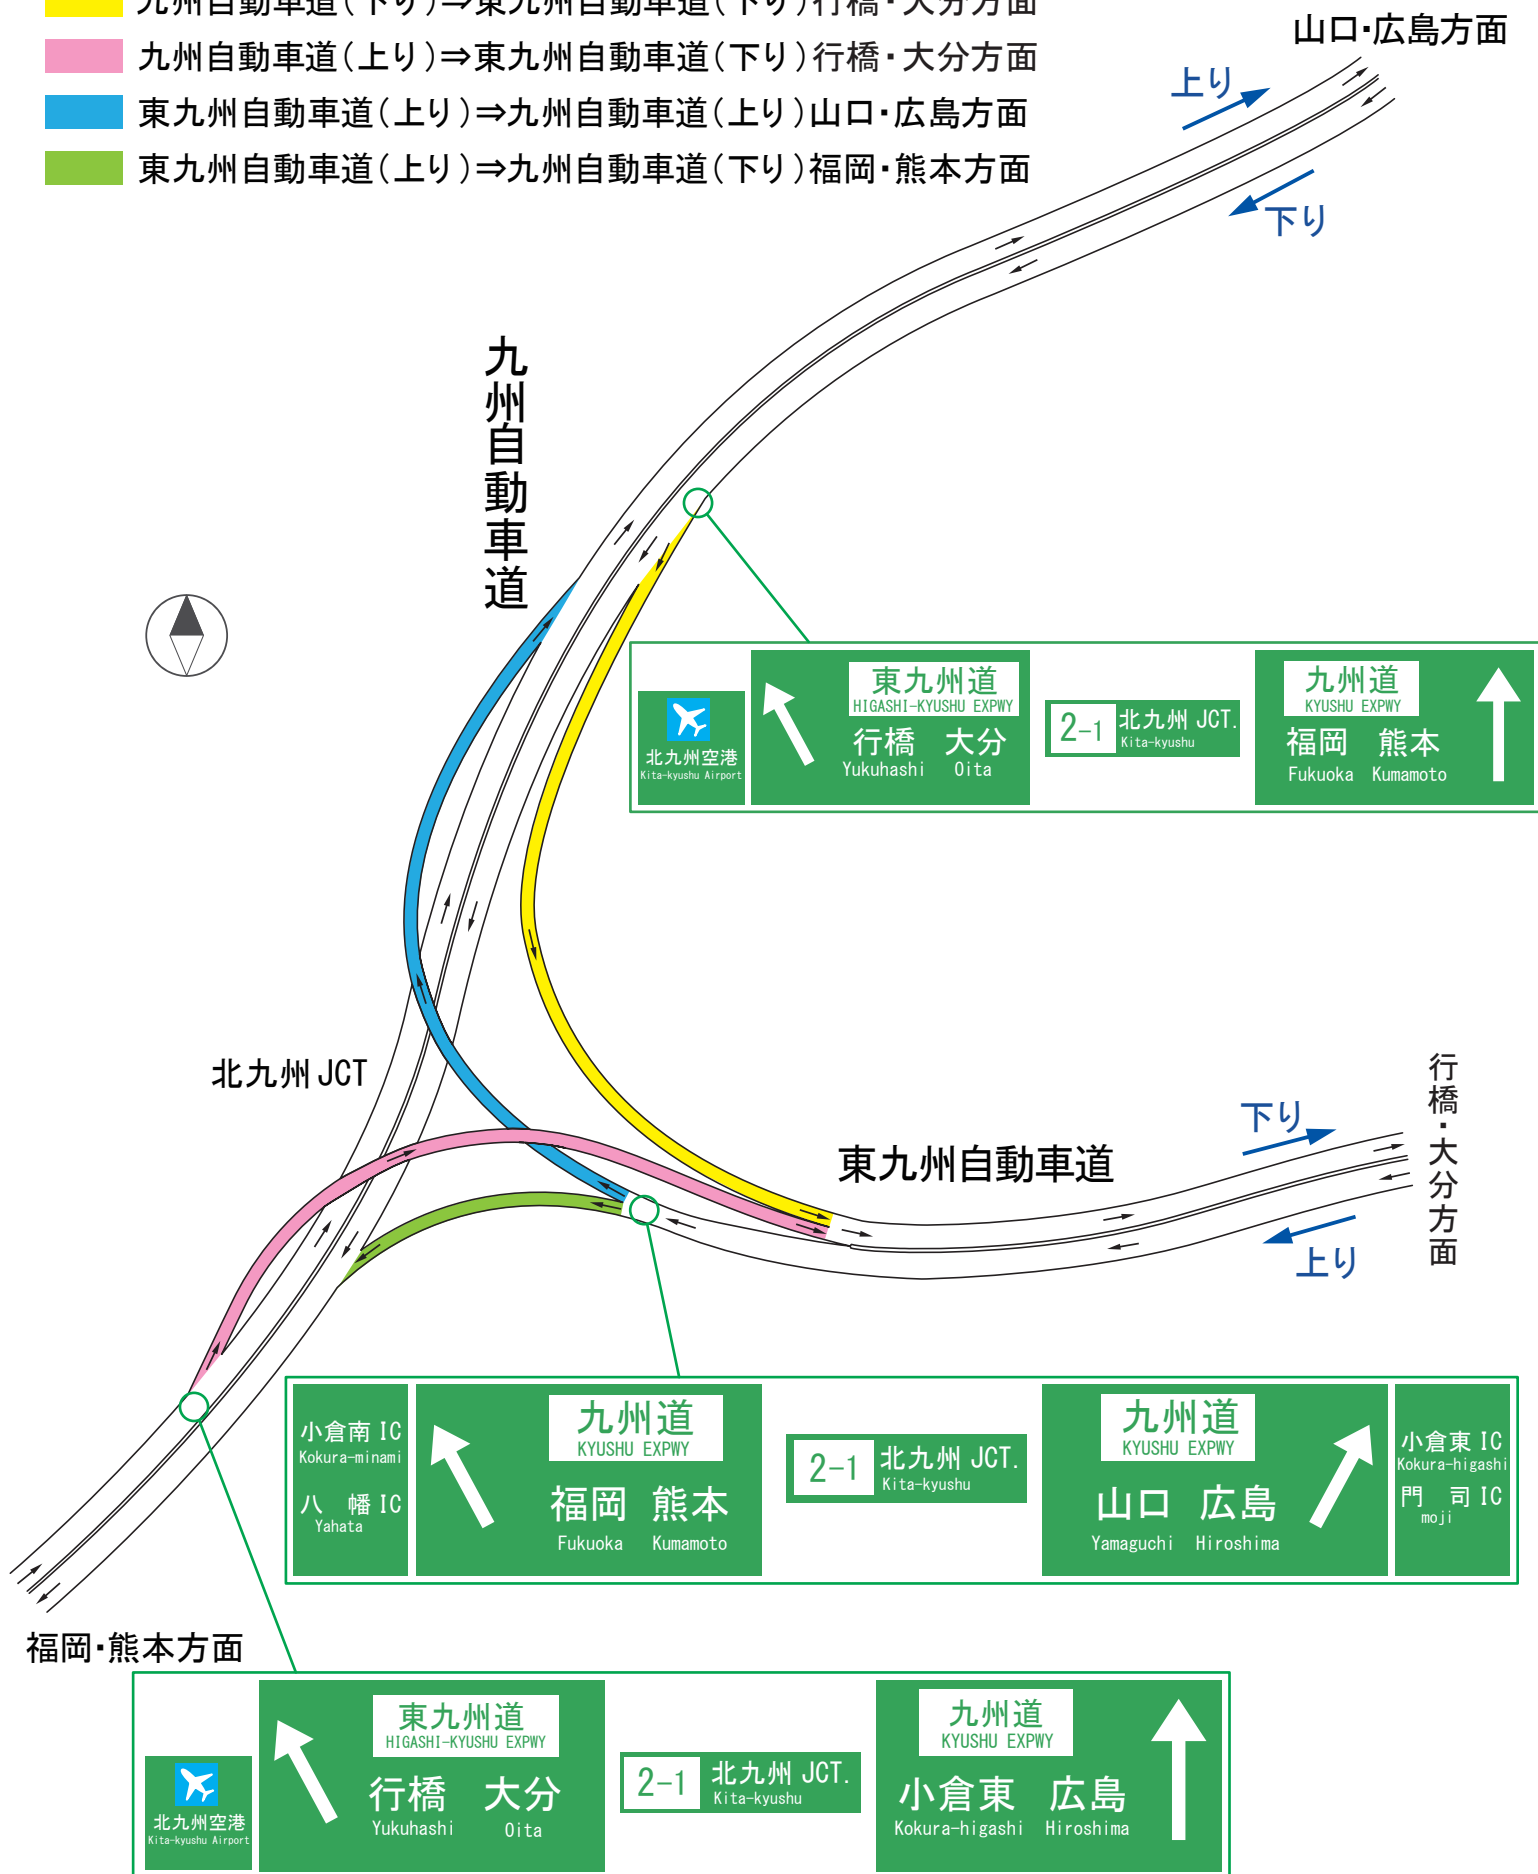 九州自動車道(下り)⇒東九州自動車道(下り)行橋・大分方面
九州自動車道(上り)⇒東九州自動車道(下り)行橋・大分方面
東九州自動車道(上り)⇒九州自動車道(上り)山口・広島方面
東九州自動車道(上り)⇒九州自動車道(下り)福岡・熊本方面
山口・広島方面
上り
下り
九州自動車道
北九州空港
Kita-kyushu Airport
東九州道
HIGASHI-KYUSHU EXPWY
行橋 大分
Yukuhashi Oita
2-1 北九州 JCT.
Kita-kyushu
九州道
KYUSHU EXPWY
福岡 熊本
Fukuoka Kumamoto
北九州 JCT
東九州自動車道
下り
上り
行橋・大分方面
小倉南 IC
Kokura-minami
八 幡 IC
Yahata
九州道
KYUSHU EXPWY
福岡 熊本
Fukuoka Kumamoto
2-1 北九州 JCT.
Kita-kyushu
九州道
KYUSHU EXPWY
山口 広島
Yamaguchi Hiroshima
小倉東 IC
Kokura-higashi
門 司 IC
moji
福岡・熊本方面
北九州空港
Kita-kyushu Airport
東九州道
HIGASHI-KYUSHU EXPWY
行橋 大分
Yukuhashi Oita
2-1 北九州 JCT.
Kita-kyushu
九州道
KYUSHU EXPWY
小倉東 広島
Kokura-higashi Hiroshima